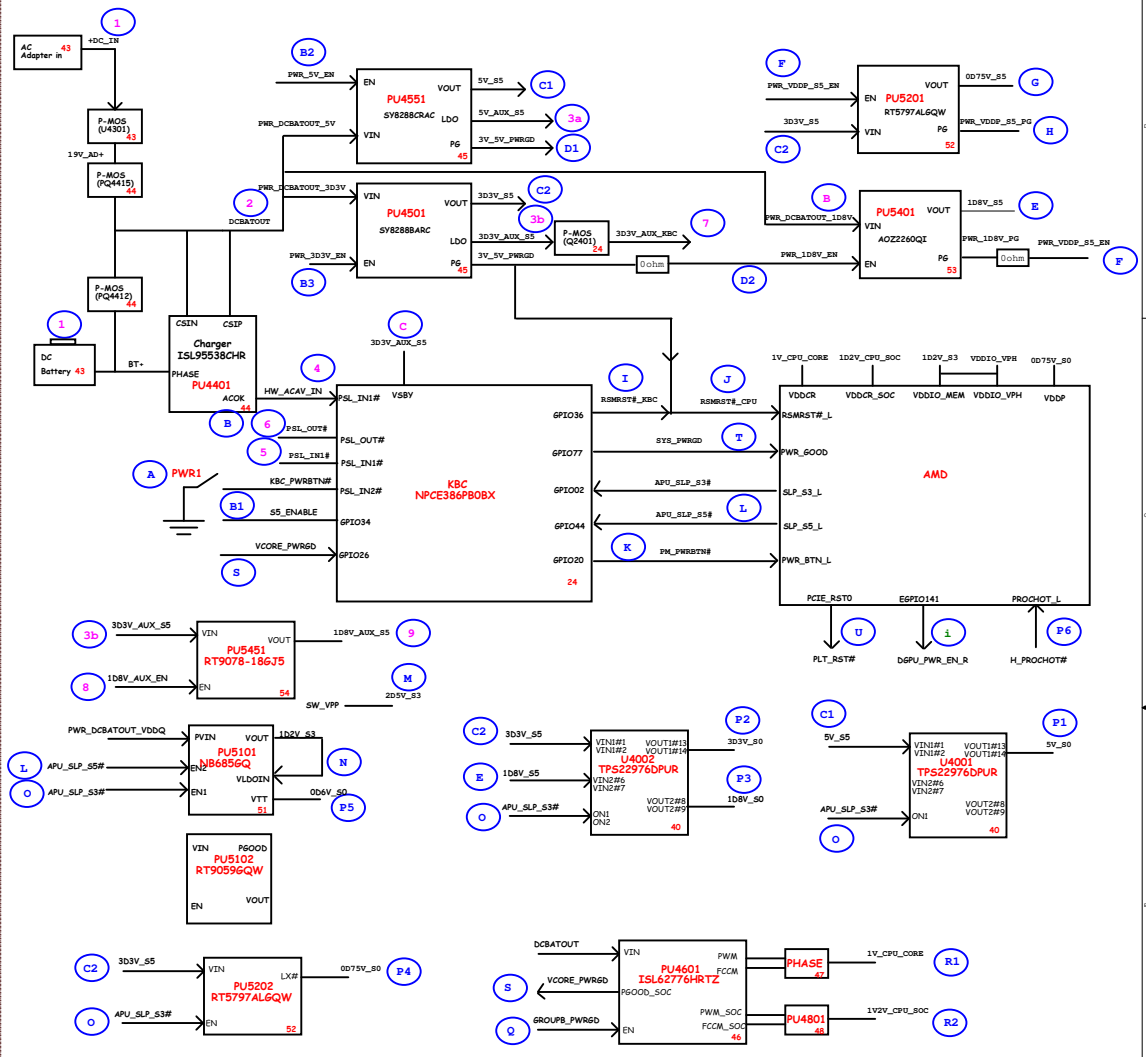 1
+DC_IN
AC
Adapter in 43
P-MOS
(U4301)
43
19V_AD+
P-MOS
(PQ4415)
44
2
DCBATOUT
P-MOS
(PQ4412)
44
1
DC
Battery 43
BT+
CSIN
CSIP
Charger
ISL95538CHR
PHASE
PU4401
ACOK
44
B2
PWR_5V_EN
EN
PU4551
SY8288CRAC
VIN
VOUT
LDO
PG
45
PWR_DCBATOUT_5V
5V_S5
C1
5V_AUX_S5
3a
3V_5V_PWRGD
D1
PWR_DCBATOUT_3D3V
VIN
PU4501
SY8288BARC
EN
VOUT
LDO
PG
45
PWR_3D3V_EN
B3
3D3V_S5
C2
3b
3D3V_AUX_S5
3V_5V_PWRGD
P-MOS
(Q2401)
24
3D3V_AUX_KBC
7
0ohm
D2
PWR_1D8V_EN
F
PWR_VDDP_S5_EN
3D3V_S5
C2
EN
VIN
PU5201
RT5797ALGQW
VOUT
PG
52
0D75V_S5
G
PWR_VDDP_S5_PG
H
B
PWR_DCBATOUT_1D8V
VIN
EN
PU5401
AOZ2260QI
VOUT
PG
53
1D8V_S5
E
PWR_1D8V_PG
0ohm
PWR_VDDP_S5_EN
F
C
3D3V_AUX_S5
VSBY
4
HW_ACAV_IN
B
6
PSL_OUT#
5
PSL_IN1#
A
PWR1
KBC_PWRBTN#
B1
S5_ENABLE
VCORE_PWRGD
S
PSL_IN1#
PSL_OUT#
PSL_IN1#
PSL_IN2#
GPIO34
GPIO26
KBC
NPCE386PB0BX
24
GPIO36
GPIO77
GPIO02
GPIO44
GPIO20
I
RSMRST#_KBC
J
RSMRST#_CPU
SYS_PWRGD
T
APU_SLP_S3#
L
APU_SLP_S5#
K
PM_PWRBTN#
1V_CPU_CORE
1D2V_CPU_SOC
1D2V_S3
VDDIO_VPH
0D75V_S0
VDDCR
VDDCR_SOC
VDDIO_MEM
VDDIO_VPH
VDDP
RSMRST#_L
PWR_GOOD
SLP_S3_L
SLP_S5_L
PWR_BTN_L
AMD
PCIE_RST0
EGPIO141
PROCHOT_L
U
PLT_RST#
i
DGPU_PWR_EN_R
P6
H_PROCHOT#
3b
3D3V_AUX_S5
8
1D8V_AUX_EN
VIN
VOUT
PU5451
RT9078-18GJ5
EN
54
1D8V_AUX_S5
9
M
SW_VPP
2D5V_S3
PWR_DCBATOUT_VDDQ
L
APU_SLP_S5#
O
APU_SLP_S3#
PVIN
VOUT
PU5101
NB685GQ
EN2
VLDOIN
EN1
VTT
51
1D2V_S3
N
0D6V_S0
P5
VIN
PGOOD
PU5102
RT9059GQW
EN
VOUT
C2
3D3V_S5
O
APU_SLP_S3#
VIN
LX#
PU5202
RT5797ALGQW
EN
52
0D75V_S0
P4
C2
3D3V_S5
E
1D8V_S5
APU_SLP_S3#
O
VIN1#1
VIN1#2
U4002
TPS22976DPUR
VIN2#6
VIN2#7
ON1
ON2
VOUT1#13
VOUT1#14
VOUT2#8
VOUT2#9
40
P2
3D3V_S0
P3
1D8V_S0
C1
5V_S5
APU_SLP_S3#
O
VIN1#1
VIN1#2
U4001
TPS22976DPUR
VIN2#6
VIN2#7
ON1
VOUT1#13
VOUT1#14
VOUT2#8
VOUT2#9
40
P1
5V_S0
DCBATOUT
S
VCORE_PWRGD
Q
GROUPB_PWRGD
VIN
PU4601
ISL62776HRTZ
PGOOD_SOC
EN
PWM
FCCM
PWM_SOC
FCCM_SOC
46
PHASE
47
1V_CPU_CORE
R1
PU4801
48
1V2V_CPU_SOC
R2